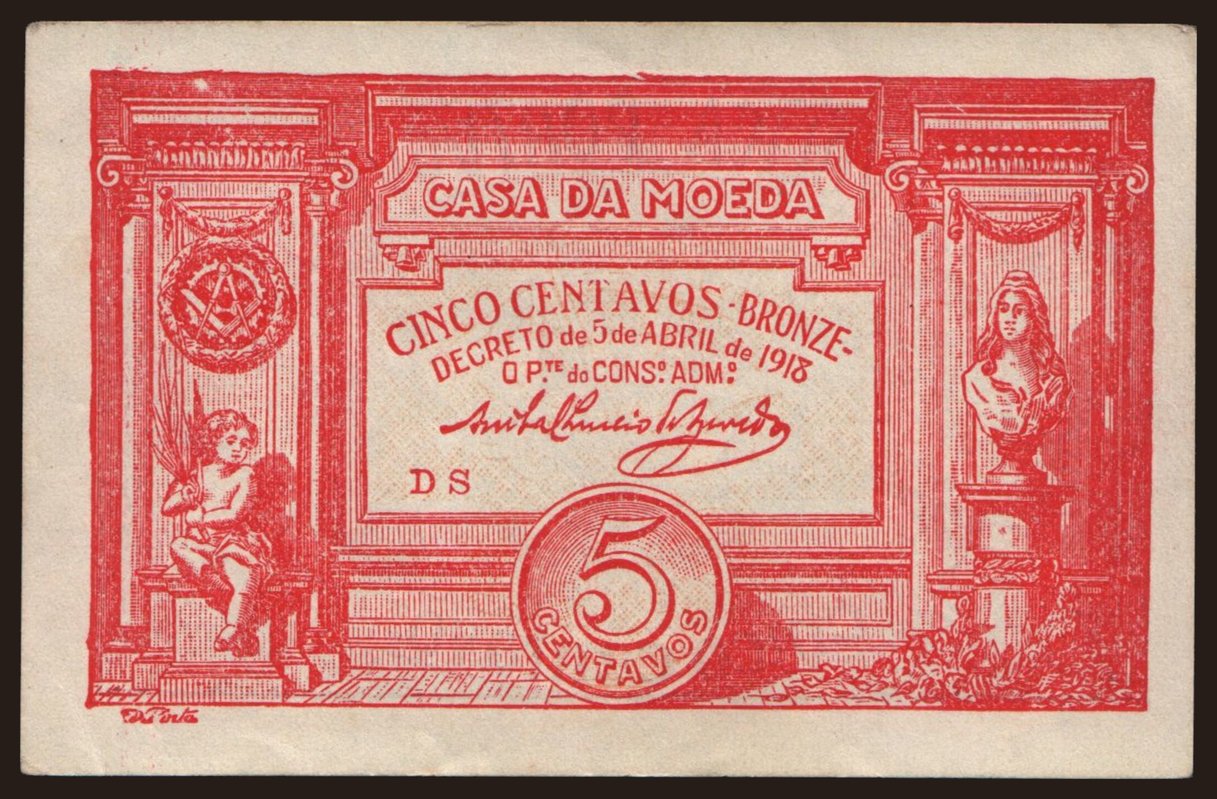 CASA DA MOEDA
CINCO CENTAVOS - BRONZE -
DECRETO de 5 de ABRIL de 1918
O P.TE do CONS.º ADM.º
D S
5
CENTAVOS